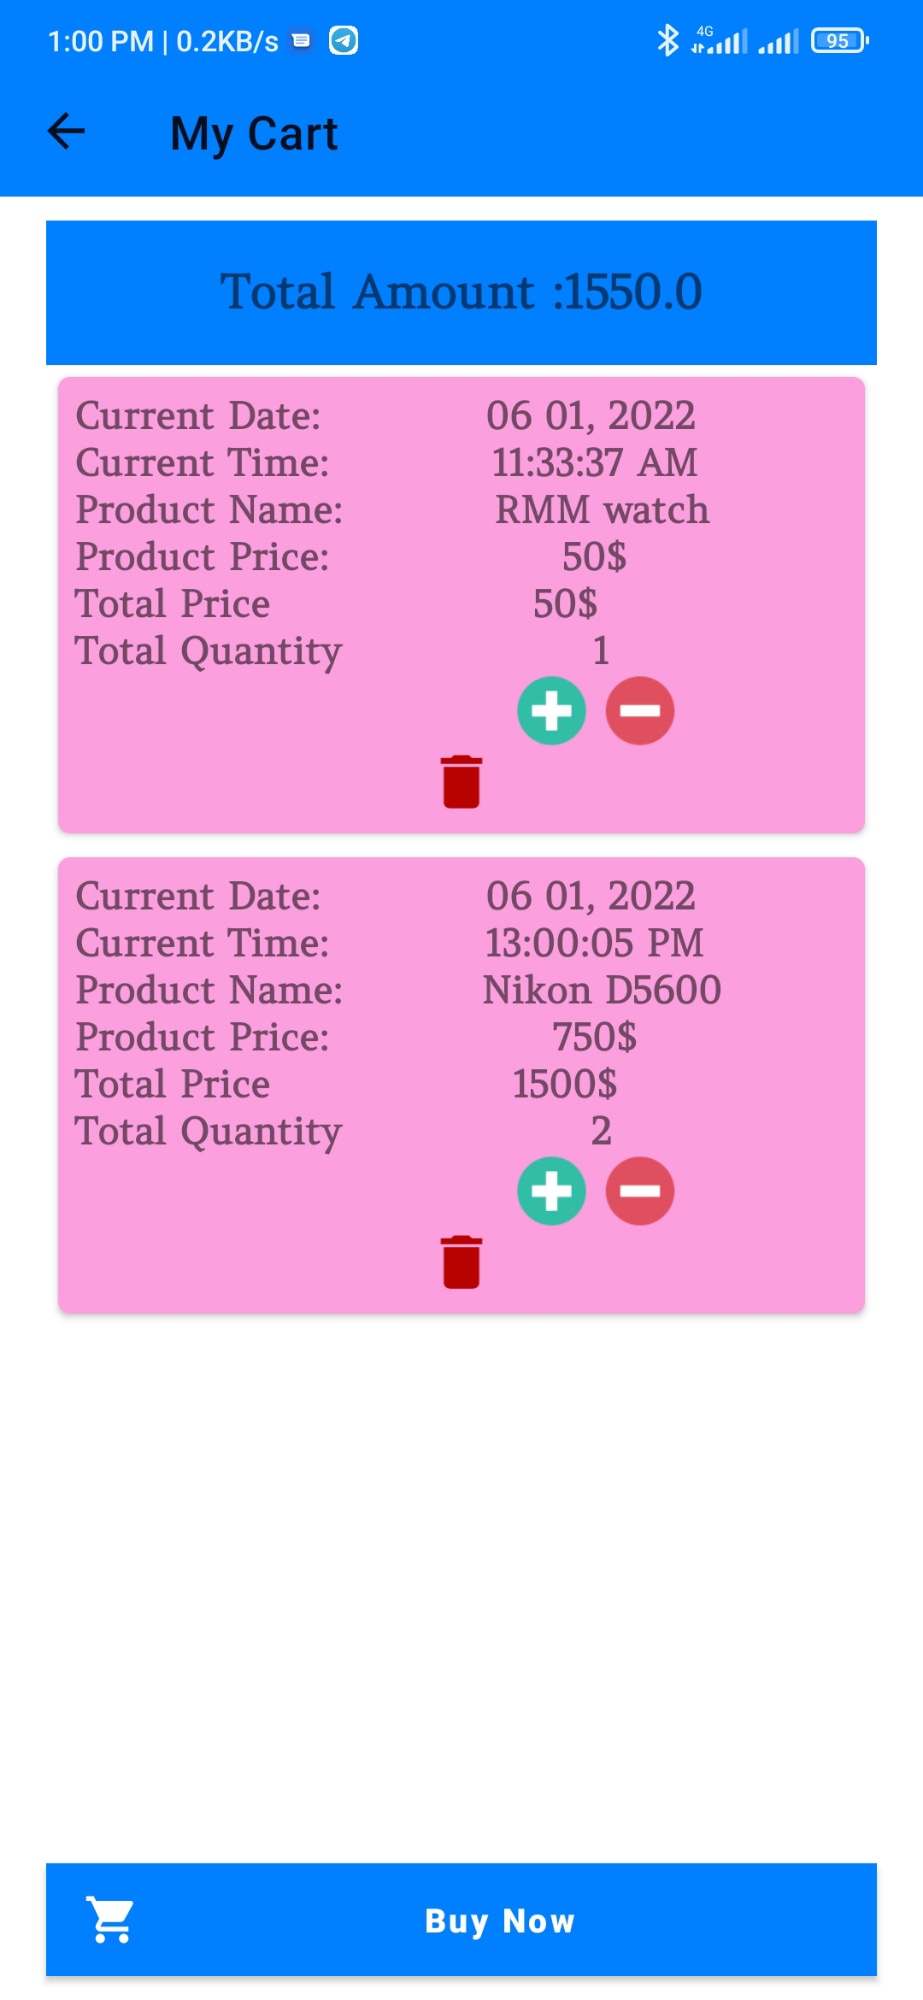 1:00 PM | 0.2KB/s 4G 95
My Cart
Total Amount :1550.0
Current Date: 06 01, 2022
Current Time: 11:33:37 AM
Product Name: RMM watch
Product Price: 50$
Total Price 50$
Total Quantity 1
Current Date: 06 01, 2022
Current Time: 13:00:05 PM
Product Name: Nikon D5600
Product Price: 750$
Total Price 1500$
Total Quantity 2
Buy Now